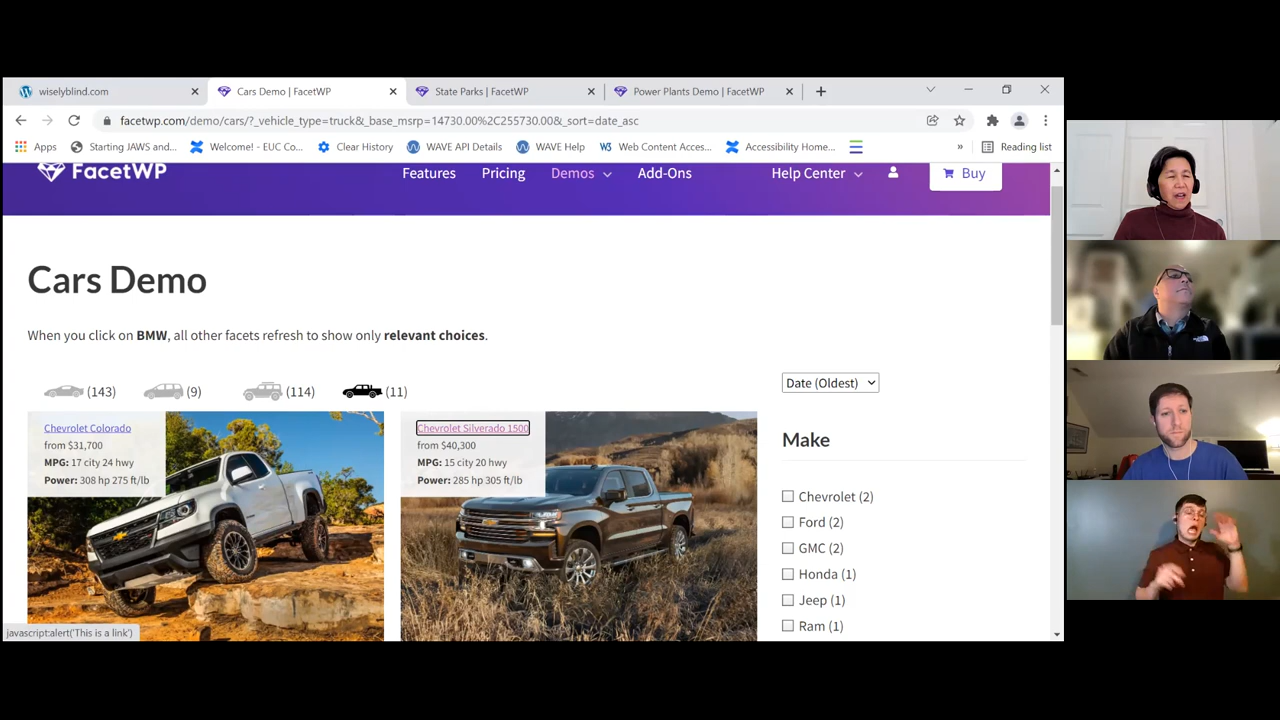 wiselyblind.com
Cars Demo | FacetWP
State Parks | FacetWP
Power Plants Demo | FacetWP
facetwp.com/demo/cars/?_vehicle_type=truck&_base_msrp=14730.00%2C255730.00&_sort=date_asc
Apps
Starting JAWS and...
Welcome! - EUC Co...
Clear History
WAVE API Details
WAVE Help
W3 Web Content Acces...
Accessibility Home...
»
Reading list
FacetWP
Features
Pricing
Demos
Add-Ons
Help Center
Buy
Cars Demo
When you click on BMW, all other facets refresh to show only relevant choices.
(143)
(9)
(114)
(11)
Date (Oldest)
Chevrolet Colorado
from $31,700
MPG: 17 city 24 hwy
Power: 308 hp 275 ft/lb
Chevrolet Silverado 1500
from $40,300
MPG: 15 city 20 hwy
Power: 285 hp 305 ft/lb
Make
Chevrolet (2)
Ford (2)
GMC (2)
Honda (1)
Jeep (1)
Ram (1)
javascript:alert('This is a link')